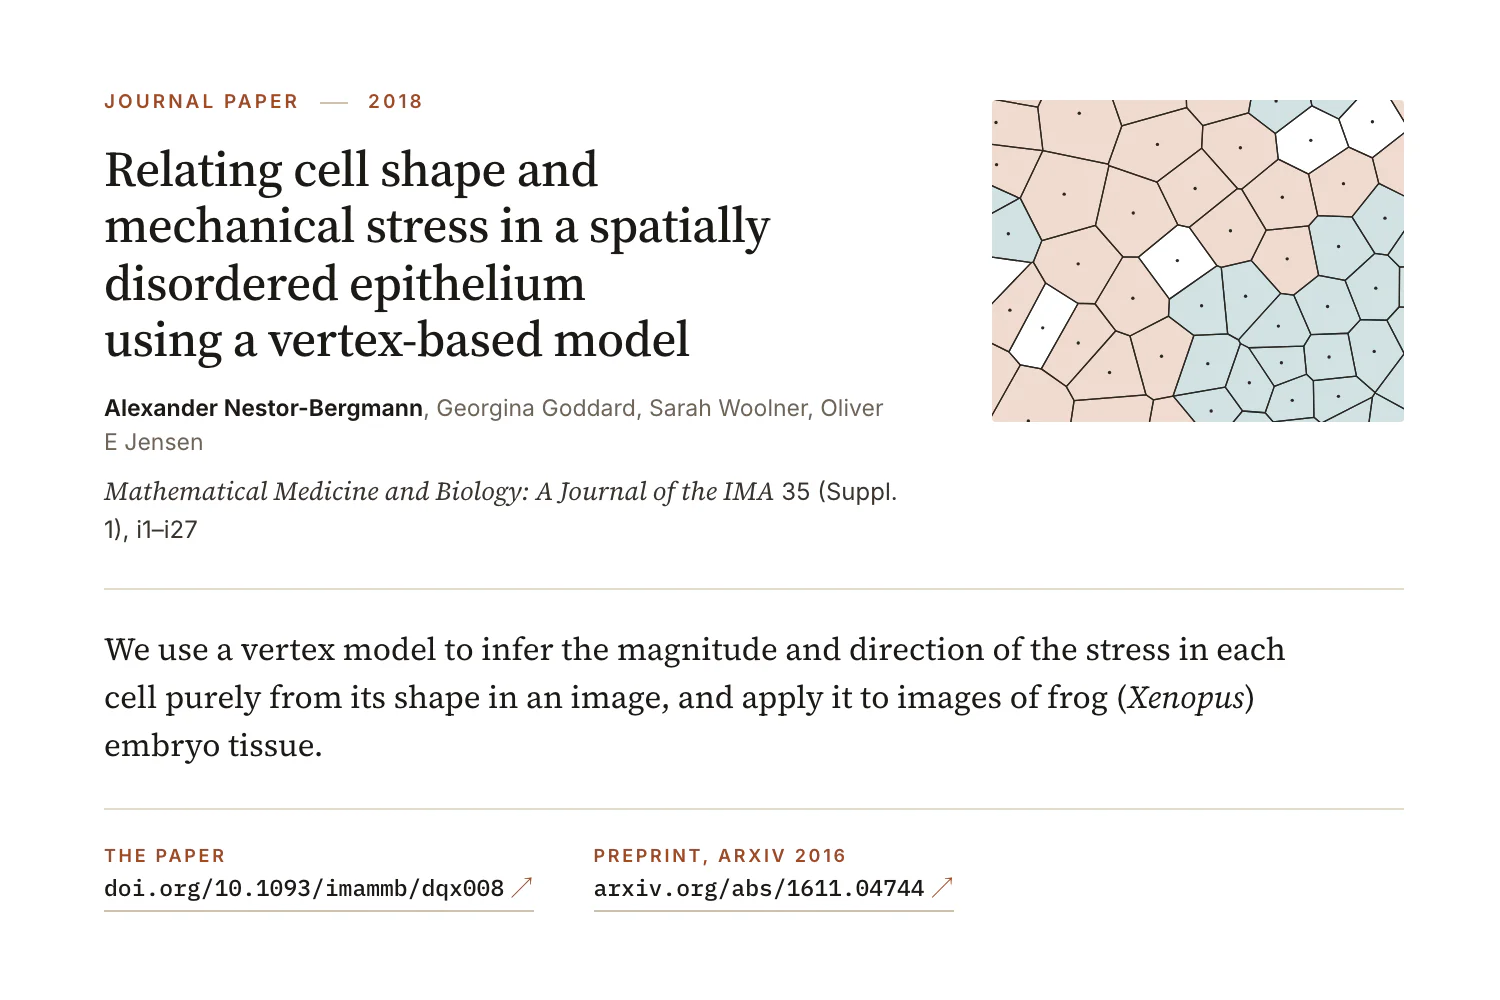 JOURNAL PAPER — 2018
Relating cell shape and
mechanical stress in a spatially
disordered epithelium
using a vertex-based model
Alexander Nestor-Bergmann, Georgina Goddard, Sarah Woolner, Oliver
E Jensen
Mathematical Medicine and Biology: A Journal of the IMA 35 (Suppl.
1), i1–i27
We use a vertex model to infer the magnitude and direction of the stress in each
cell purely from its shape in an image, and apply it to images of frog (Xenopus)
embryo tissue.
THE PAPER
doi.org/10.1093/imammb/dqx008 ↗
PREPRINT, ARXIV 2016
arxiv.org/abs/1611.04744 ↗